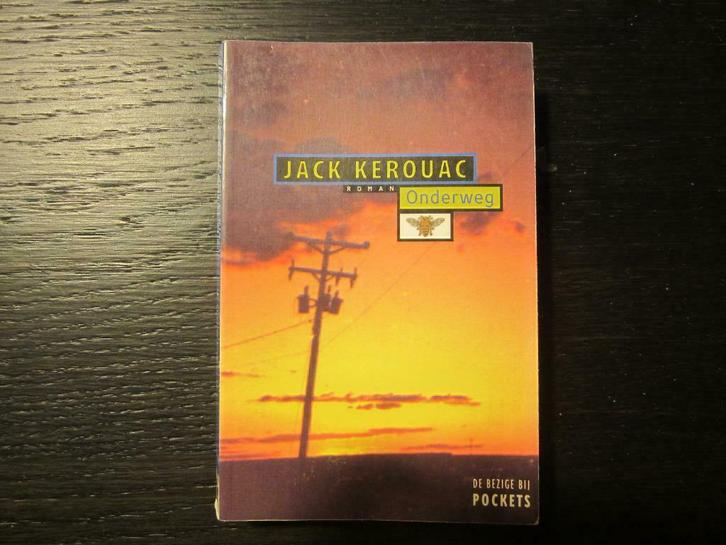 JACK KEROUAC
ROMAN
Onderweg
DE BEZIGE BIJ
POCKETS